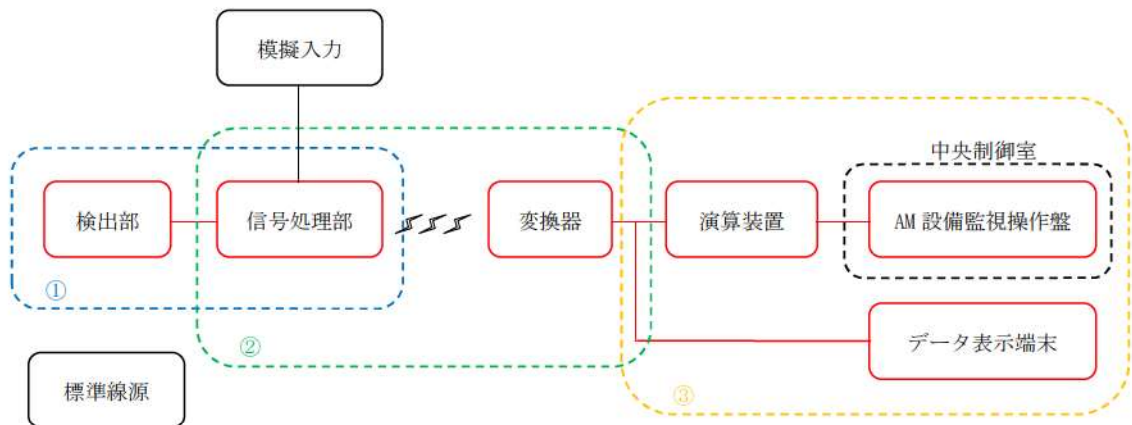 模擬入力
中央制御室
検出部
信号処理部
変換器
演算装置
AM 設備監視操作盤
①
②
データ表示端末
標準線源
③